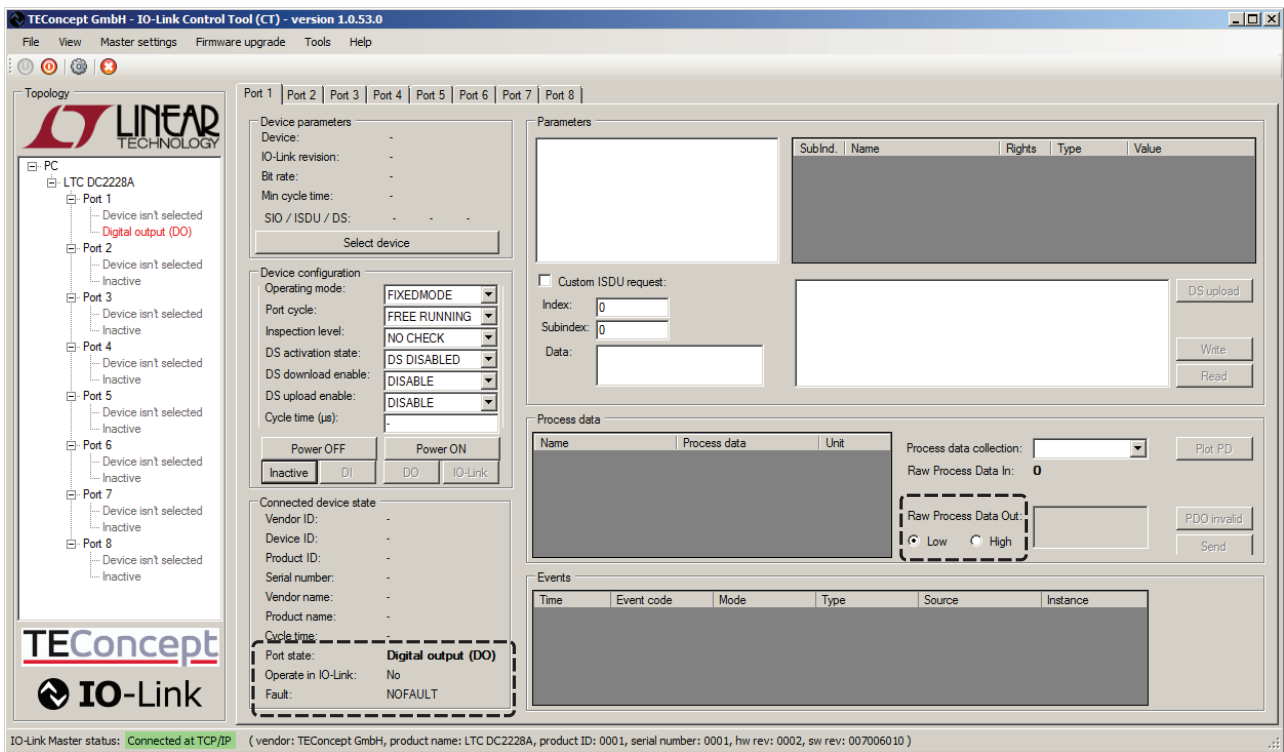 TEConcept GmbH - IO-Link Control Tool (CT) - version 1.0.53.0
File View Master settings Firmware upgrade Tools Help
Topology
LINEAR
TECHNOLOGY
PC
LTC DC2228A
Port 1
Device isn't selected
Digital output (DO)
Port 2
Device isn't selected
Inactive
Port 3
Device isn't selected
Inactive
Port 4
Device isn't selected
Inactive
Port 5
Device isn't selected
Inactive
Port 6
Device isn't selected
Inactive
Port 7
Device isn't selected
Inactive
Port 8
Device isn't selected
Inactive
TEConcept
IO-Link
Port 1 Port 2 Port 3 Port 4 Port 5 Port 6 Port 7 Port 8
Device parameters
Device: -
IO-Link revision: -
Bit rate: -
Min cycle time: -
SIO / ISDU / DS: - - -
Select device
Device configuration
Operating mode: FIXEDMODE
Port cycle: FREE RUNNING
Inspection level: NO CHECK
DS activation state: DS DISABLED
DS download enable: DISABLE
DS upload enable: DISABLE
Cycle time (µs): -
Power OFF Power ON
Inactive DI DO IO-Link
Connected device state
Vendor ID: -
Device ID: -
Product ID: -
Serial number: -
Vendor name: -
Product name: -
Cycle time: -
Port state: Digital output (DO)
Operate in IO-Link: No
Fault: NOFAULT
Parameters
SubInd. Name Rights Type Value
Custom ISDU request:
Index: 0
Subindex: 0
Data:
DS upload
Write
Read
Process data
Name Process data Unit
Process data collection:
Plot PD
Raw Process Data In: 0
Raw Process Data Out:
Low High
PDO invalid
Send
Events
Time Event code Mode Type Source Instance
IO-Link Master status: Connected at TCP/IP ( vendor: TEConcept GmbH, product name: LTC DC2228A, product ID: 0001, serial number: 0001, hw rev: 0002, sw rev: 007006010 )